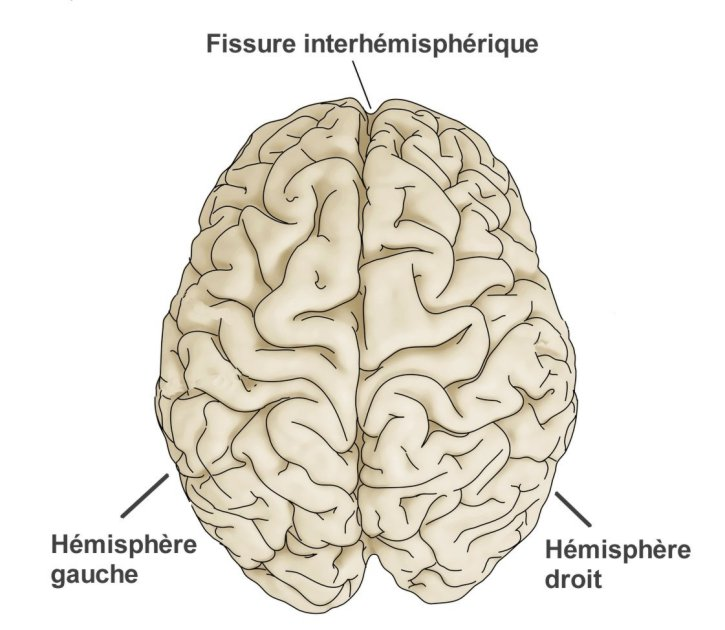 Fissure interhémisphérique
Hémisphère
gauche
Hémisphère
droit